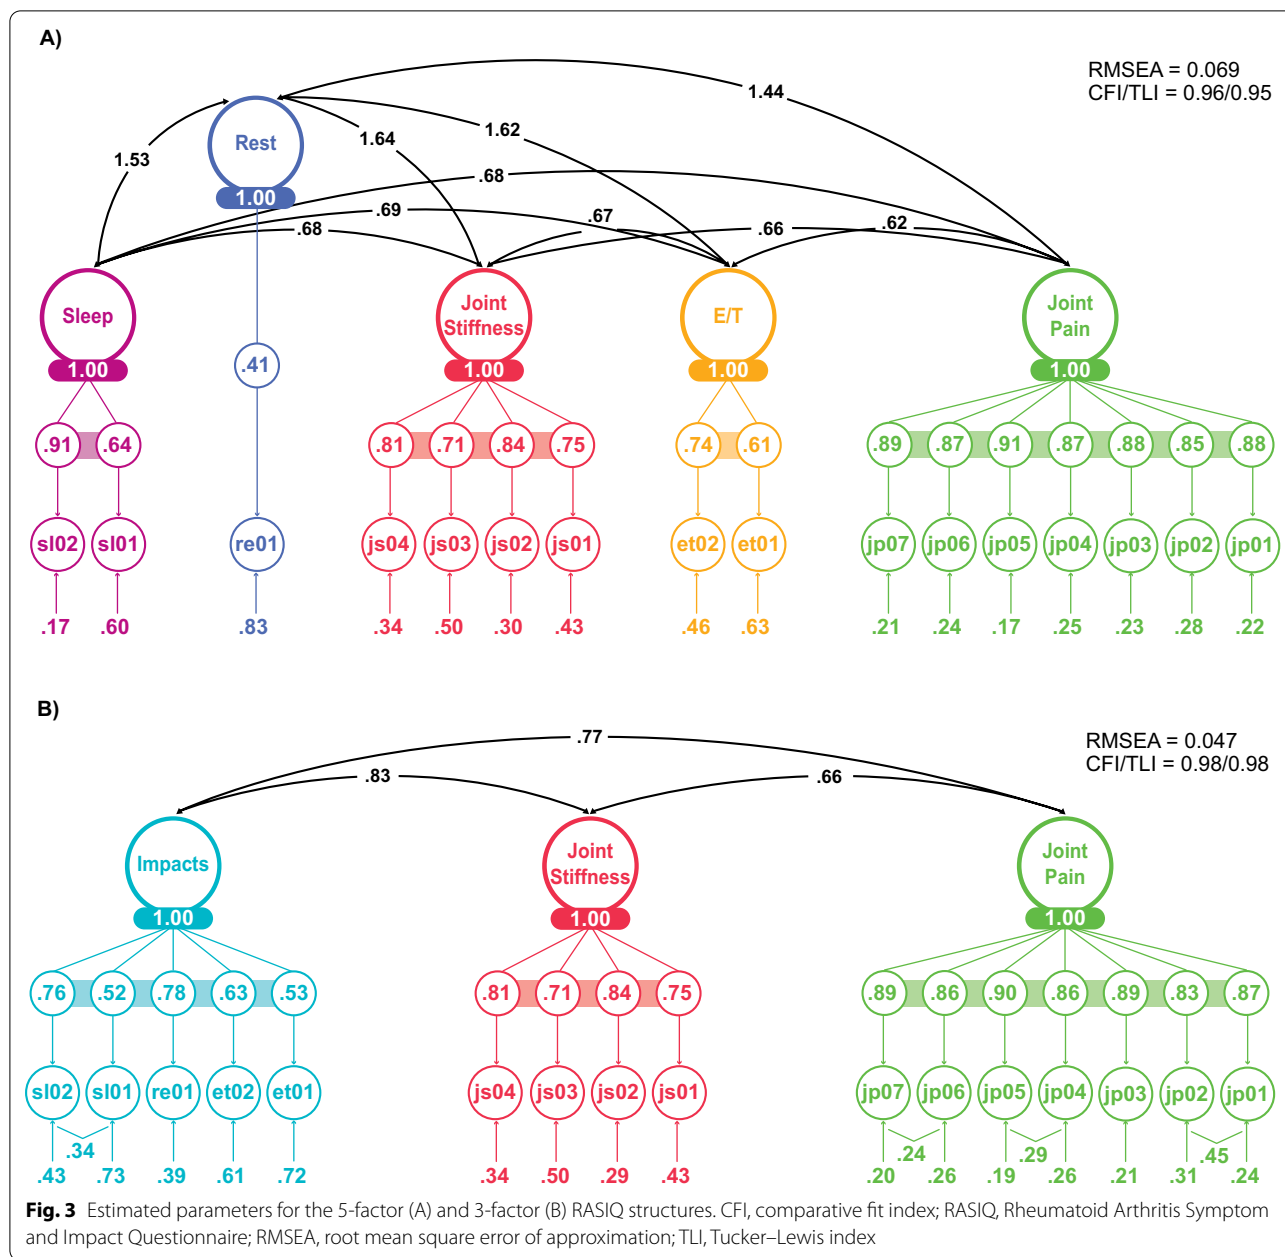 A)
RMSEA = 0.069
CFI/TLI = 0.96/0.95
1.44
1.62
1.64
1.53
Rest
1.00
.68
.69
.68
.67
.66
.62
Sleep
1.00
Joint
Stiffness
1.00
E/T
1.00
Joint
Pain
1.00
.41
.91 .64 .81 .71 .84 .75 .74 .61 .89 .87 .91 .87 .88 .85 .88
sl02 sl01 re01 js04 js03 js02 js01 et02 et01 jp07 jp06 jp05 jp04 jp03 jp02 jp01
.17 .60 .83 .34 .50 .30 .43 .46 .63 .21 .24 .17 .25 .23 .28 .22
B)
RMSEA = 0.047
CFI/TLI = 0.98/0.98
.77
.83 .66
Impacts
1.00
Joint
Stiffness
1.00
Joint
Pain
1.00
.76 .52 .78 .63 .53 .81 .71 .84 .75 .89 .86 .90 .86 .89 .83 .87
sl02 sl01 re01 et02 et01 js04 js03 js02 js01 jp07 jp06 jp05 jp04 jp03 jp02 jp01
.34 .24 .29 .45
.43 .73 .39 .61 .72 .34 .50 .29 .43 .20 .26 .19 .26 .21 .31 .24
Fig. 3 Estimated parameters for the 5-factor (A) and 3-factor (B) RASIQ structures. CFI, comparative fit index; RASIQ, Rheumatoid Arthritis Symptom
and Impact Questionnaire; RMSEA, root mean square error of approximation; TLI, Tucker–Lewis index